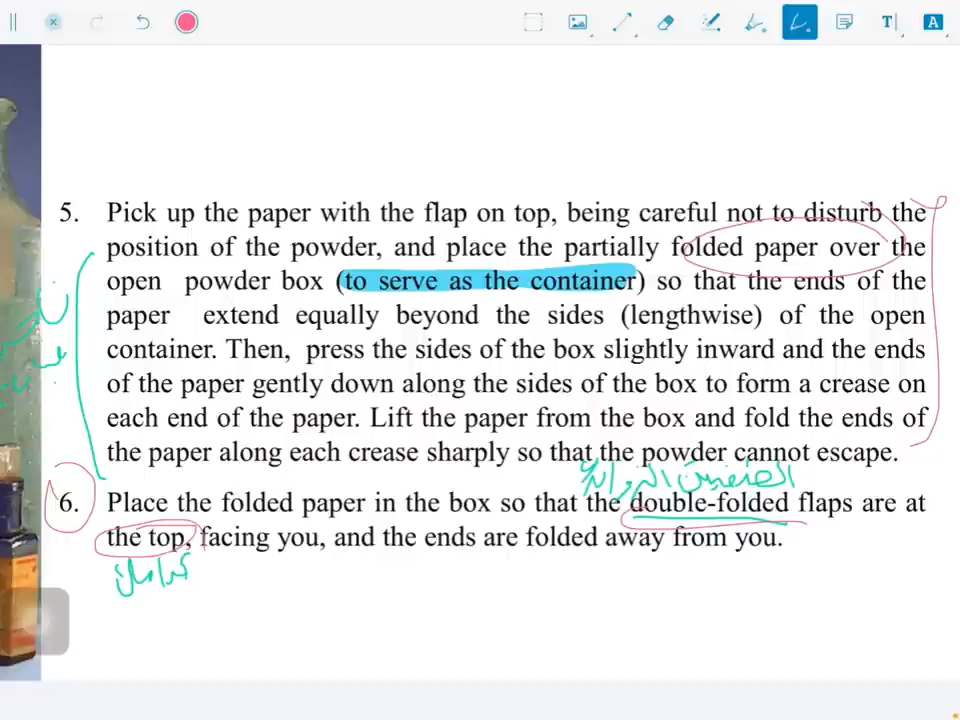 5. Pick up the paper with the flap on top, being careful not to disturb the
position of the powder, and place the partially folded paper over the
open powder box (to serve as the container) so that the ends of the
paper extend equally beyond the sides (lengthwise) of the open
container. Then, press the sides of the box slightly inward and the ends
of the paper gently down along the sides of the box to form a crease on
each end of the paper. Lift the paper from the box and fold the ends of
the paper along each crease sharply so that the powder cannot escape.
6. Place the folded paper in the box so that the double-folded flaps are at
the top, facing you, and the ends are folded away from you.